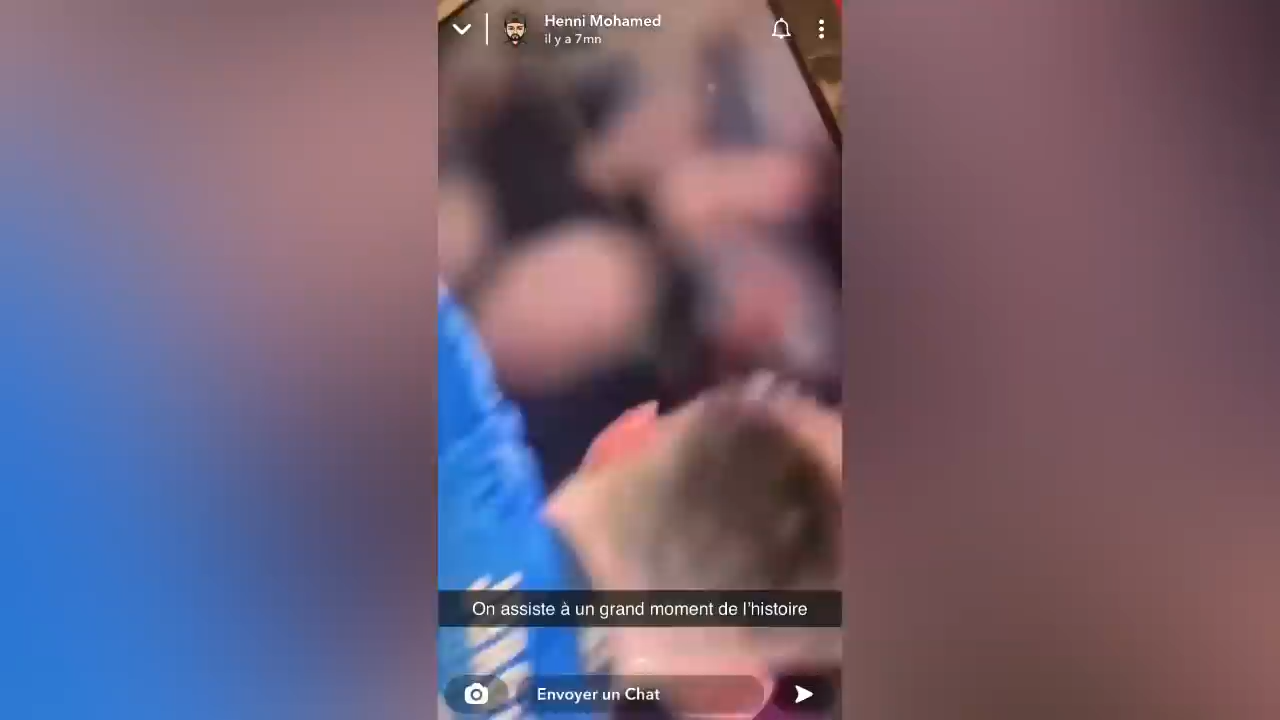 Henni Mohamed
il y a 7mn
On assiste à un grand moment de l'histoire
Envoyer un Chat